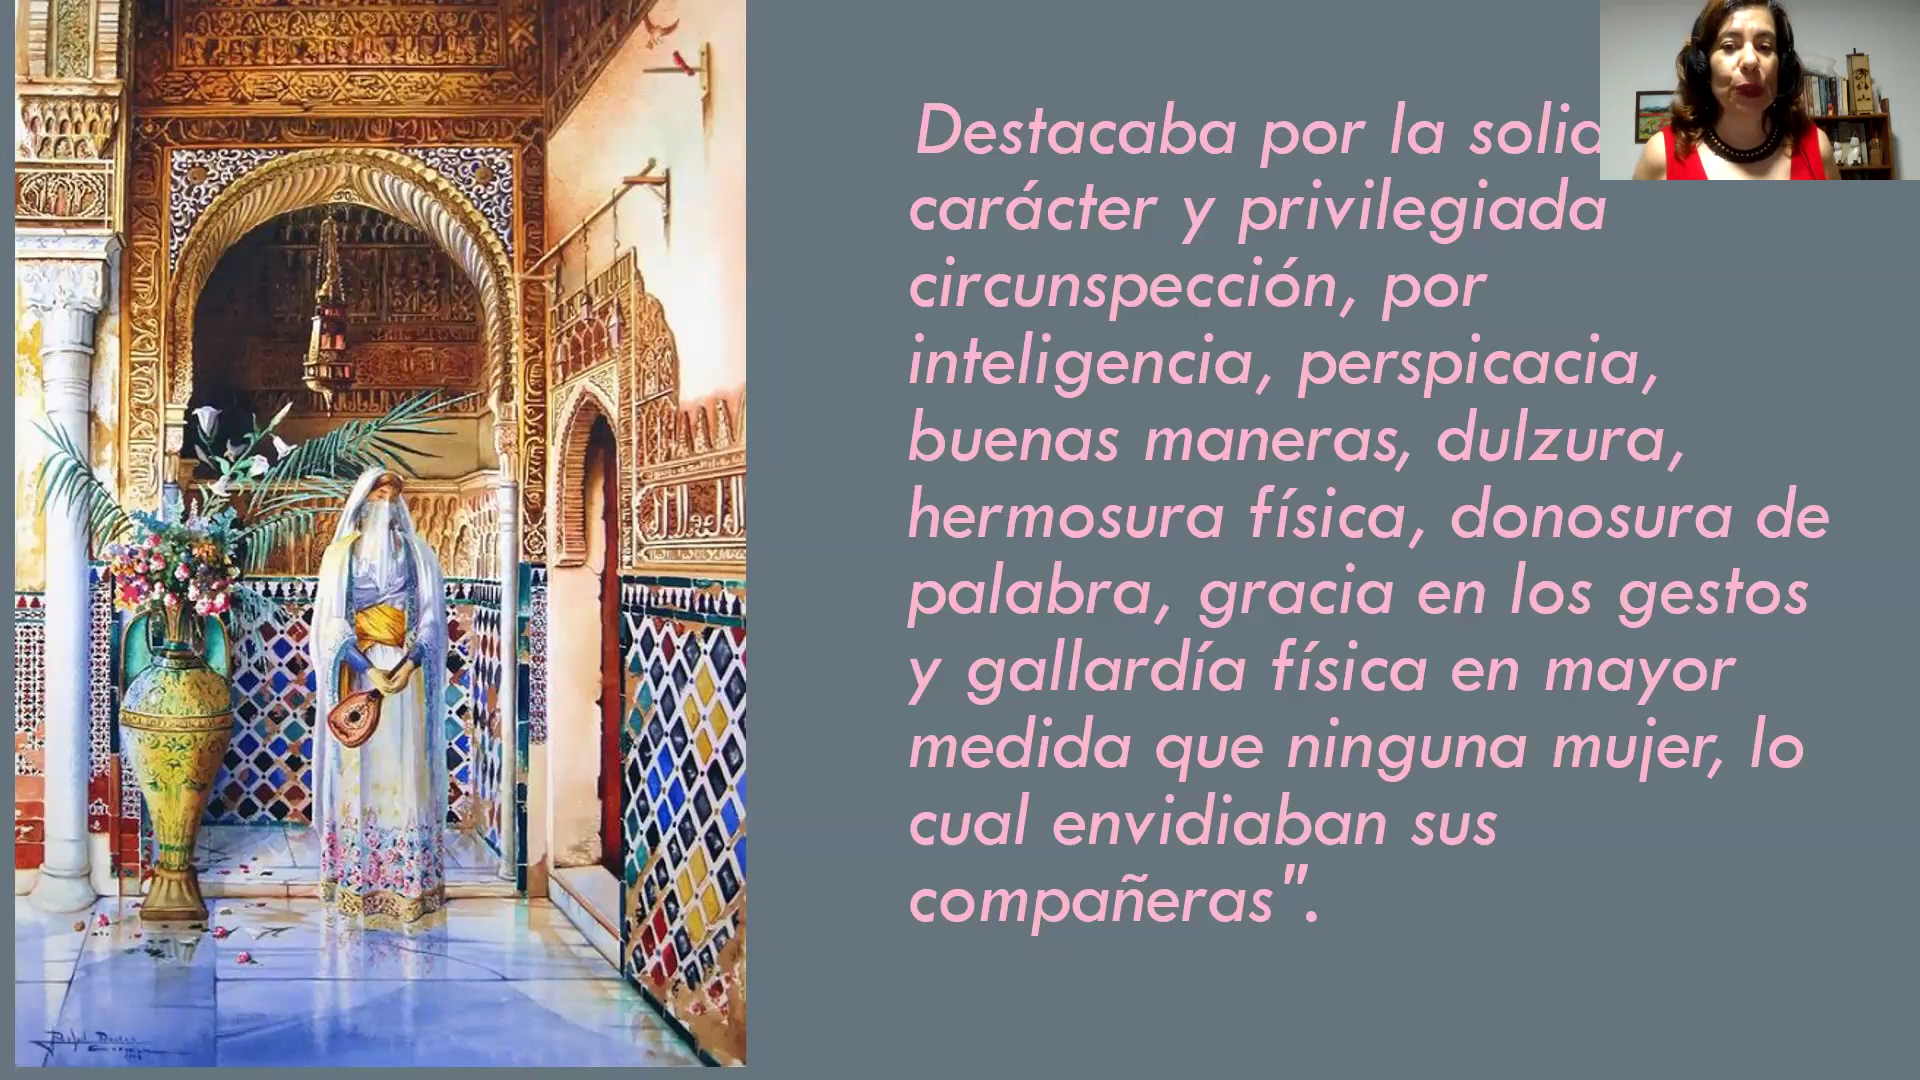 Destacaba por la
carácter y privilegiada
circunspección, por
inteligencia, perspicacia,
buenas maneras, dulzura,
hermosura física, donosura de
palabra, gracia en los gestos
y gallardía física en mayor
medida que ninguna mujer, lo
cual envidiaban sus
compañeras".